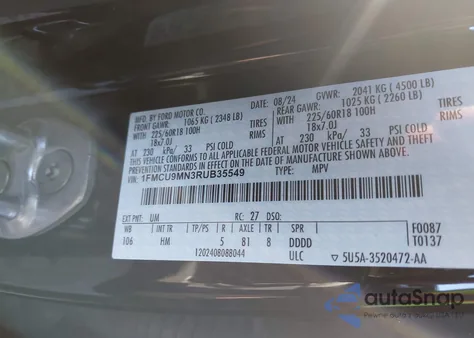 MFD. BY FORD MOTOR CO.
08/24 GVWR: 2041 KG (4500 LB)
FRONT GAWR: 1065 KG (2348 LB) REAR GAWR: 1025 KG (2260 LB)
225/60R18 100H TIRES 225/60R18 100H TIRES
18x7.0J RIMS 18x7.0J RIMS
AT 230 kPa/ 33 PSI COLD AT 230 kPa/ 33 PSI COLD
THIS VEHICLE CONFORMS TO ALL APPLICABLE FEDERAL MOTOR VEHICLE SAFETY, BUMPER, AND
THEFT PREVENTION STANDARDS IN EFFECT ON THE DATE OF MANUFACTURE SHOWN ABOVE.
VIN: 1FMCU9MN3RUB35549 TYPE: MPV
EXT PNT: UM RC: 27 DSO: F0087
WB INT TR TP/PS R AXLE TR SPR T0137
106 HM 5 B1 8 DDDD
1202408088044 ULC 5U5A-3520472-AA
autoSnap